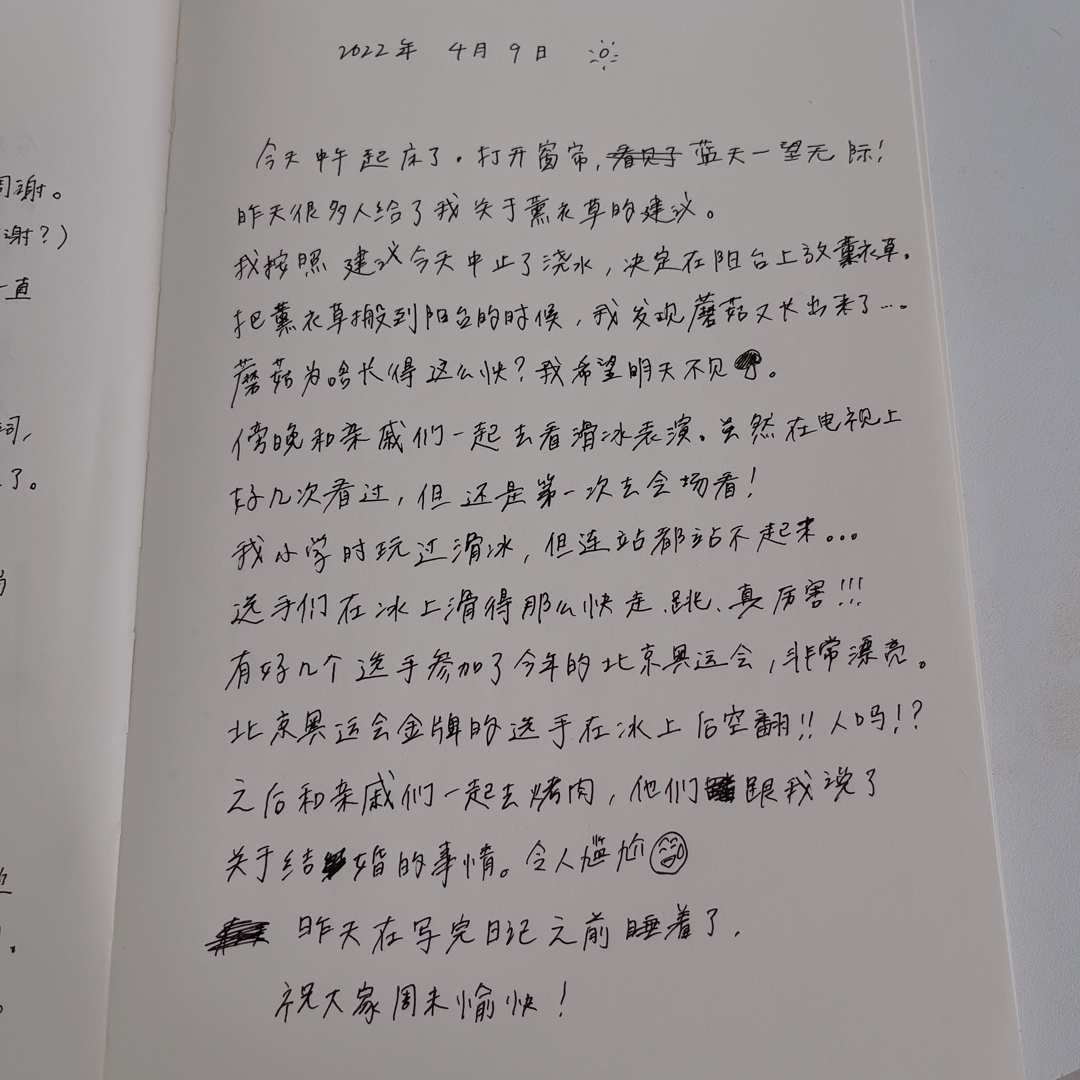 2022年 4月 9日
今天中午起床了。打开窗帘，蓝天一望无际！
昨天很多人给了我关于薰衣草的建议。
我按照建议今天中止了浇水，决定在阳台上放薰衣草。
把薰衣草搬到阳台的时候，我发现蘑菇又长出来了…
蘑菇为啥长得这么快？我希望明天不见。
傍晚和亲戚们一起去看滑冰表演。虽然在电视上
好几次看过，但还是第一次去会场看！
我小学时玩过滑冰，但连站都站不起来…
选手们在冰上滑得那么快走、跳、真厉害!!!
有好几个选手参加了今年的北京奥运会，非常漂亮。
北京奥运会金牌的选手在冰上后空翻!! 人吗!?
之后和亲戚们一起去烤肉，他们跟我说了
关于结婚的事情。令人尴尬
昨天在写完日记之前睡着了，
祝大家周末愉快！
周谢。
谢？）
一直
词，
了。